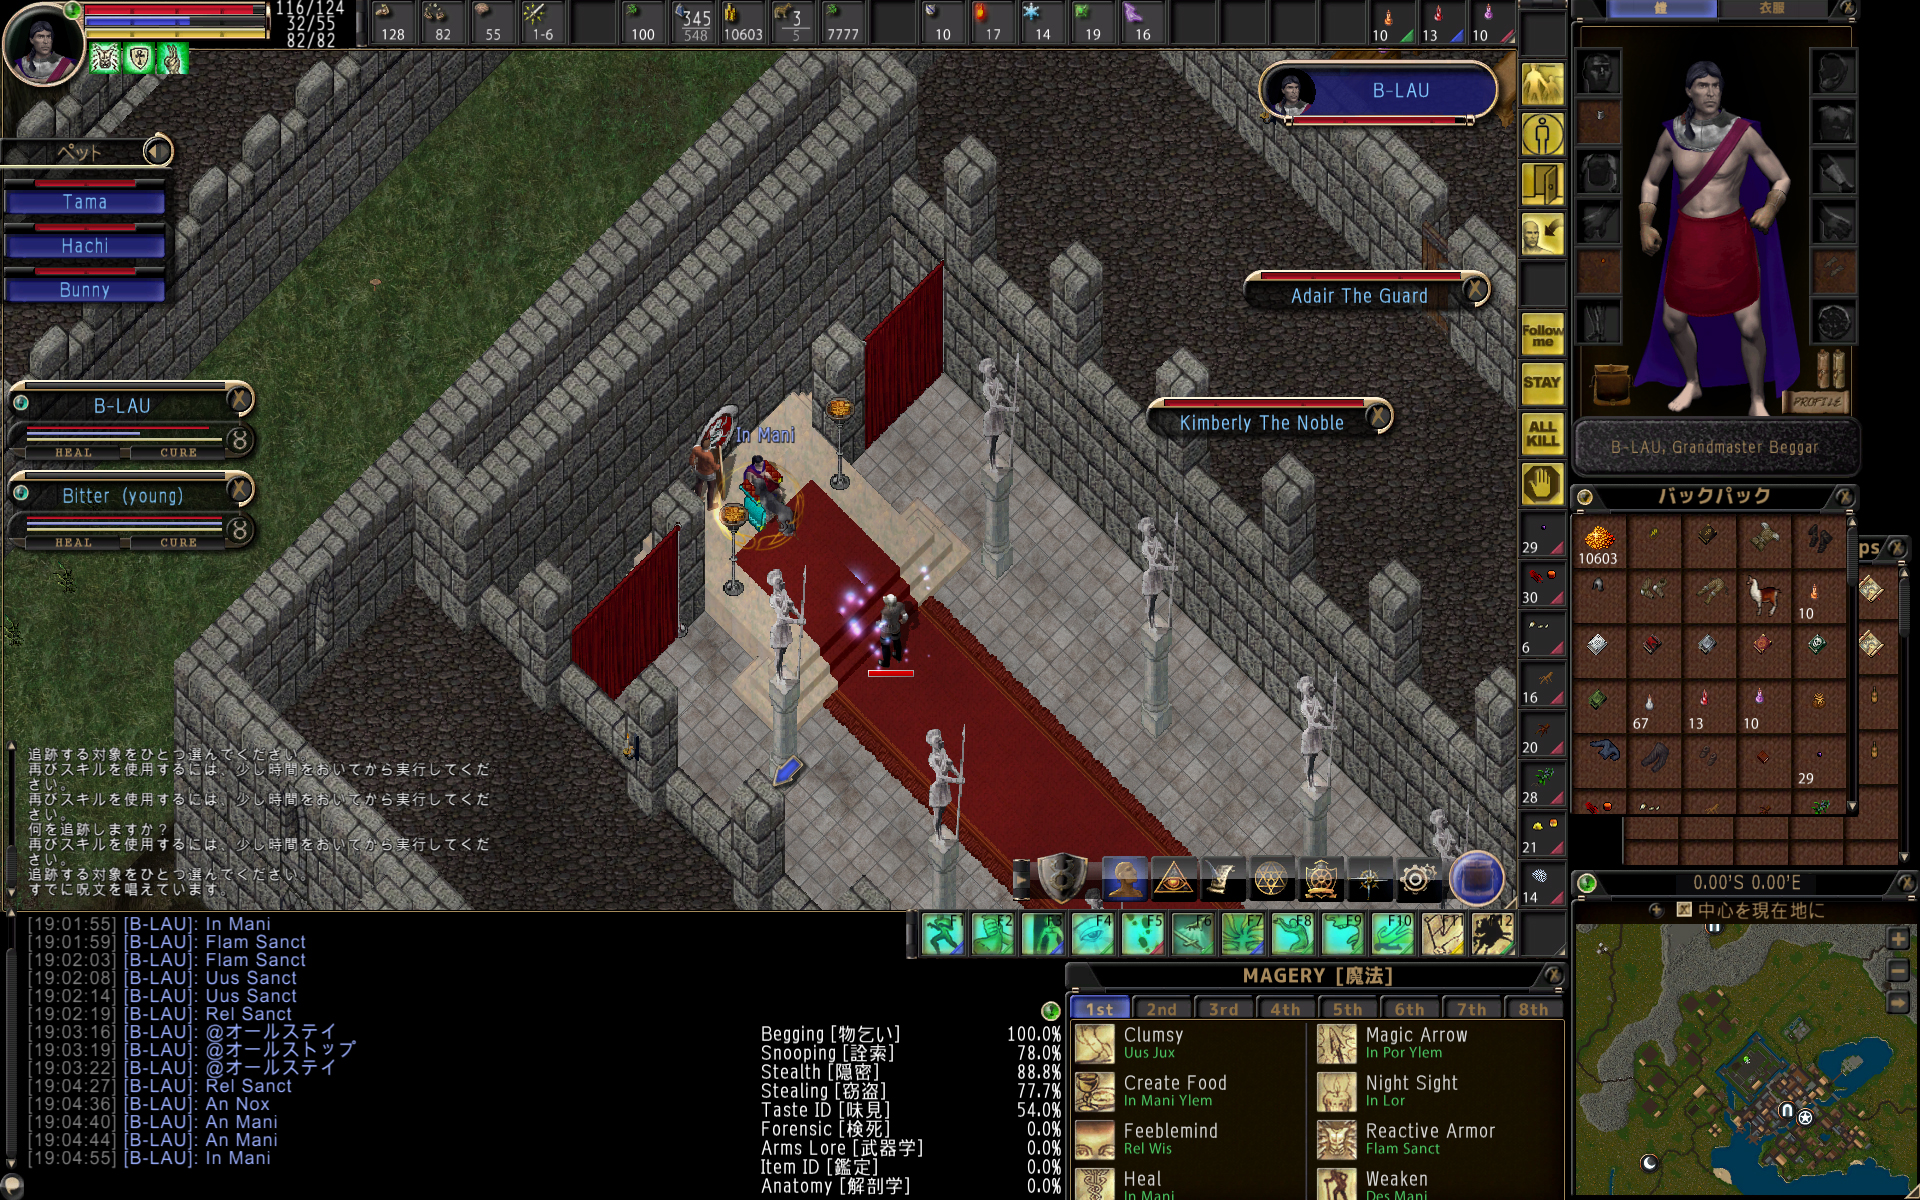 116/124
32/55
82/82
128
82
55
1-6
100
345
548
10603
3
5
7777
10
17
14
19
16
10
13
10
鎧
衣服
B-LAU
ペット
Tama
Hachi
Bunny
Adair The Guard
Kimberly The Noble
B-LAU
HEAL
CURE
Bitter (young)
HEAL
CURE
In Mani
Follow me
STAY
ALL KILL
29
30
6
16
20
28
21
14
PROFILE
B-LAU, Grandmaster Beggar
バックパック
ps
10603
10
67
13
10
29
0.00'S 0.00'E
中心を現在地に
追跡する対象をひとつ選んでください。
再びスキルを使用するには、少し時間をおいてから実行してくだ
さい。
再びスキルを使用するには、少し時間をおいてから実行してくだ
さい。
何を追跡しますか?
再びスキルを使用するには、少し時間をおいてから実行してくだ
さい。
追跡する対象をひとつ選んでください。
すでに呪文を唱えています。
[19:01:55] [B-LAU]: In Mani
[19:01:59] [B-LAU]: Flam Sanct
[19:02:03] [B-LAU]: Flam Sanct
[19:02:08] [B-LAU]: Uus Sanct
[19:02:14] [B-LAU]: Uus Sanct
[19:02:19] [B-LAU]: Rel Sanct
[19:03:16] [B-LAU]: @オールステイ
[19:03:19] [B-LAU]: @オールストップ
[19:03:22] [B-LAU]: @オールステイ
[19:04:27] [B-LAU]: Rel Sanct
[19:04:36] [B-LAU]: An Nox
[19:04:40] [B-LAU]: An Mani
[19:04:44] [B-LAU]: An Mani
[19:04:55] [B-LAU]: In Mani
F1 F2 F3 F4 F5 F6 F7 F8 F9 F10 F11 F12
Begging [物乞い] 100.0%
Snooping [詮索] 78.0%
Stealth [隠密] 88.8%
Stealing [窃盗] 77.7%
Taste ID [味見] 54.0%
Forensic [検死] 0.0%
Arms Lore [武器学] 0.0%
Item ID [鑑定] 0.0%
Anatomy [解剖学] 0.0%
MAGERY [魔法]
1st 2nd 3rd 4th 5th 6th 7th 8th
Clumsy
Uus Jux
Magic Arrow
In Por Ylem
Create Food
In Mani Ylem
Night Sight
In Lor
Feeblemind
Rel Wis
Reactive Armor
Flam Sanct
Heal
In Mani
Weaken
Des Mani